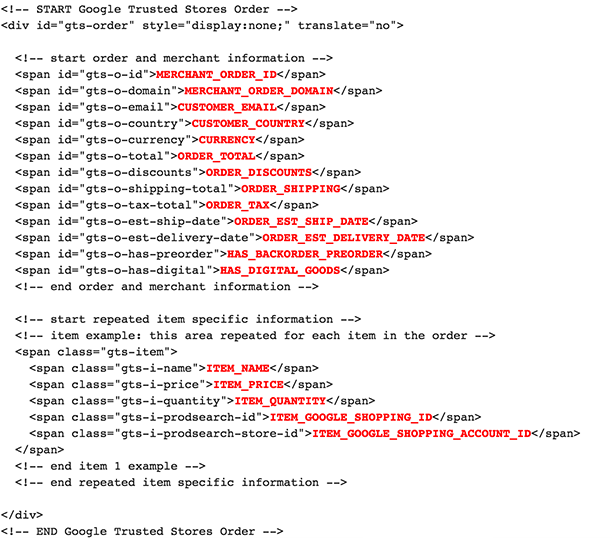 <!-- START Google Trusted Stores Order -->
<div id="gts-order" style="display:none;" translate="no">
<!-- start order and merchant information -->
<span id="gts-o-id">MERCHANT_ORDER_ID</span>
<span id="gts-o-domain">MERCHANT_ORDER_DOMAIN</span>
<span id="gts-o-email">CUSTOMER_EMAIL</span>
<span id="gts-o-country">CUSTOMER_COUNTRY</span>
<span id="gts-o-currency">CURRENCY</span>
<span id="gts-o-total">ORDER_TOTAL</span>
<span id="gts-o-discounts">ORDER_DISCOUNTS</span>
<span id="gts-o-shipping-total">ORDER_SHIPPING</span>
<span id="gts-o-tax-total">ORDER_TAX</span>
<span id="gts-o-est-ship-date">ORDER_EST_SHIP_DATE</span>
<span id="gts-o-est-delivery-date">ORDER_EST_DELIVERY_DATE</span>
<span id="gts-o-has-preorder">HAS_BACKORDER_PREORDER</span>
<span id="gts-o-has-digital">HAS_DIGITAL_GOODS</span>
<!-- end order and merchant information -->
<!-- start repeated item specific information -->
<!-- item example: this area repeated for each item in the order -->
<span class="gts-item">
<span class="gts-i-name">ITEM_NAME</span>
<span class="gts-i-price">ITEM_PRICE</span>
<span class="gts-i-quantity">ITEM_QUANTITY</span>
<span class="gts-i-prodsearch-id">ITEM_GOOGLE_SHOPPING_ID</span>
<span class="gts-i-prodsearch-store-id">ITEM_GOOGLE_SHOPPING_ACCOUNT_ID</span>
</span>
<!-- end item 1 example -->
<!-- end repeated item specific information -->
</div>
<!-- END Google Trusted Stores Order -->